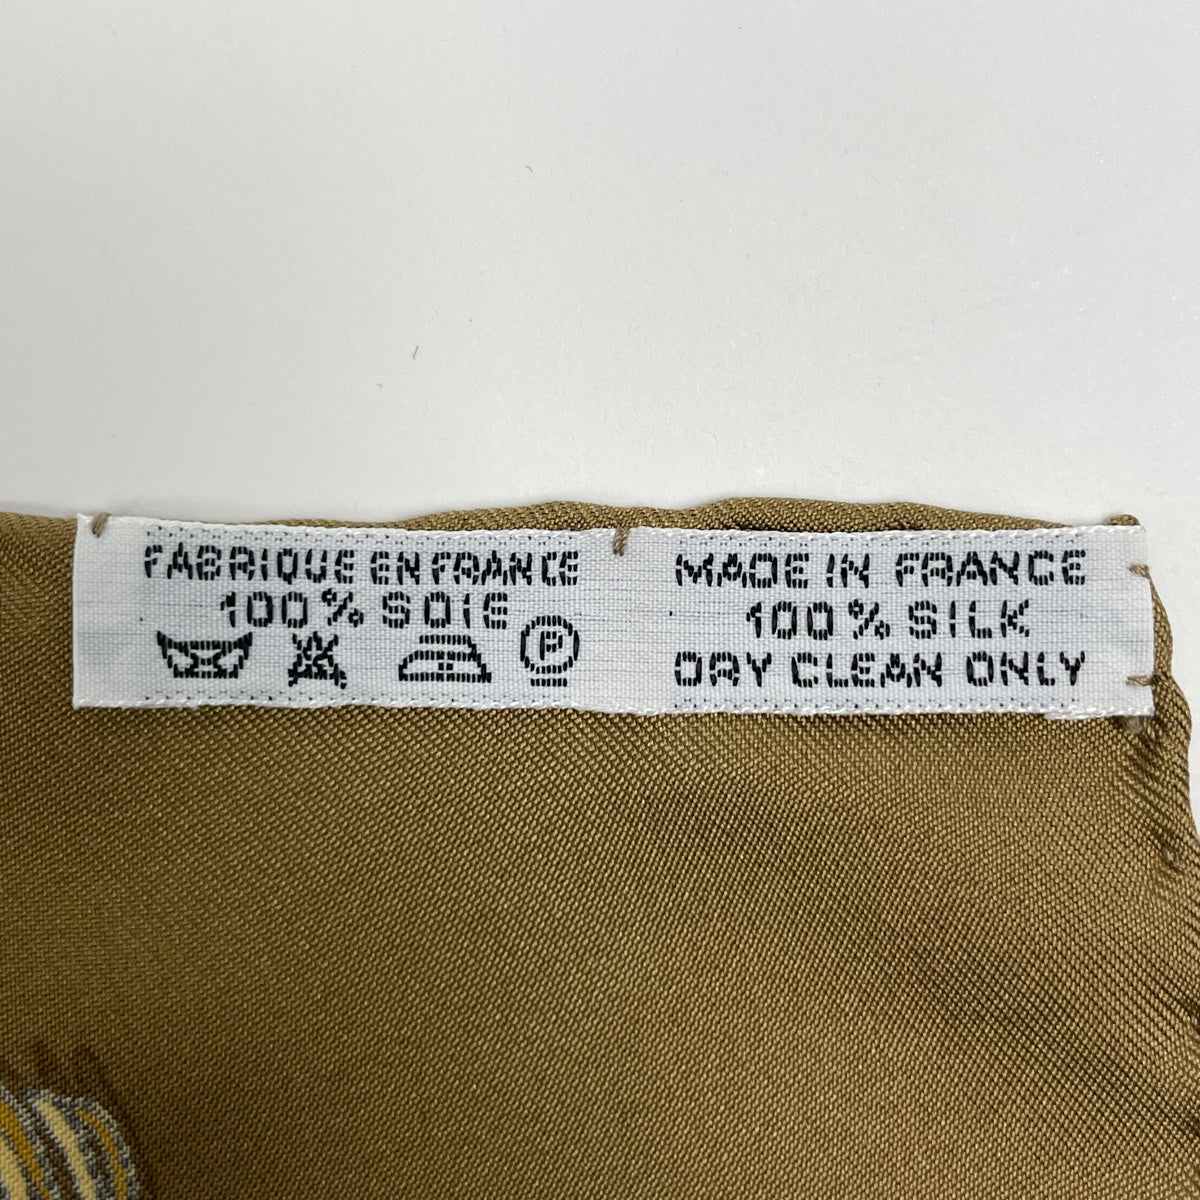 FABRIQUE EN FRANCE
100% SOIE
P
MADE IN FRANCE
100% SILK
DRY CLEAN ONLY